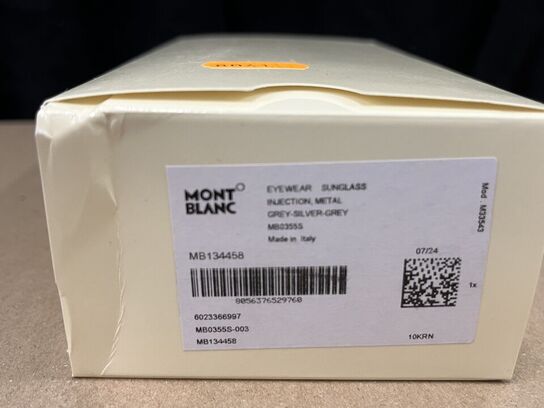 MONT
BLANC
EYEWEAR SUNGLASS
INJECTION, METAL
GREY-SILVER-GREY
MB0355S
Made in Italy
Mod M33543
MB134458
07/24
8056376529760
1x
6023366997
MB0355S-003
MB134458
10KRN